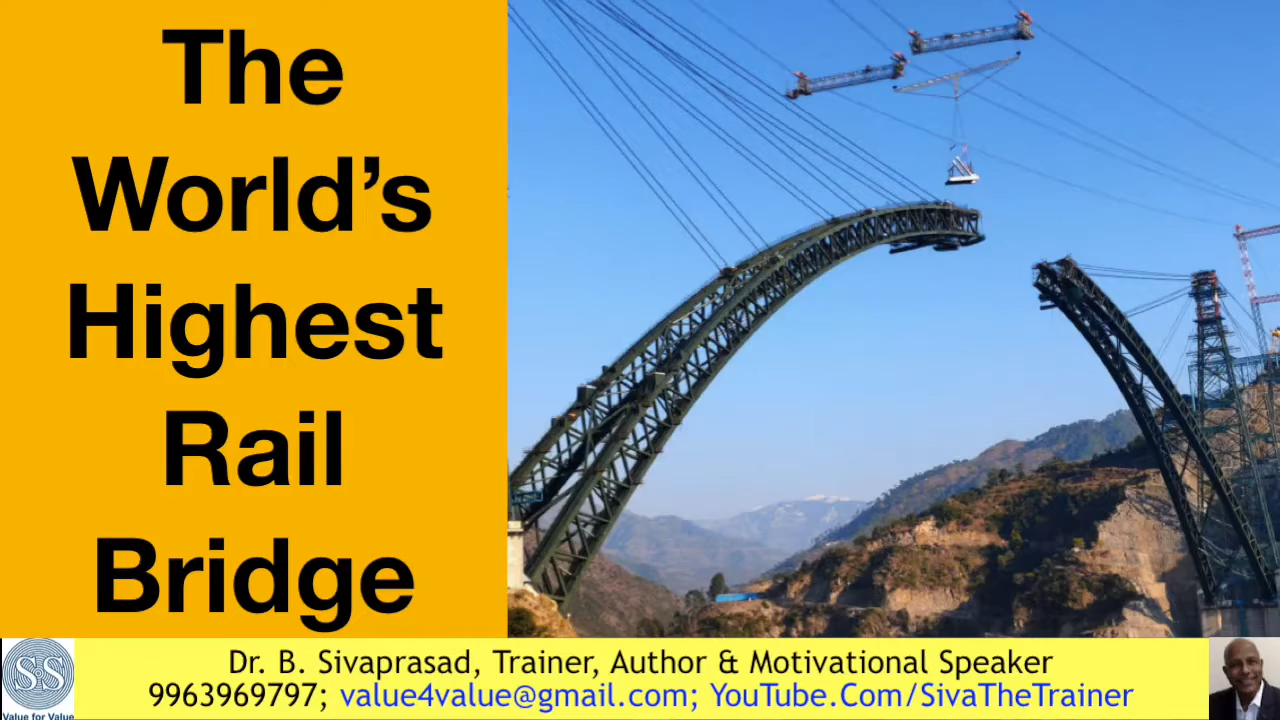 The
World’s
Highest
Rail
Bridge
Dr. B. Sivaprasad, Trainer, Author & Motivational Speaker
9963969797; value4value@gmail.com; YouTube.Com/SivaTheTrainer
S·S
Value for Value